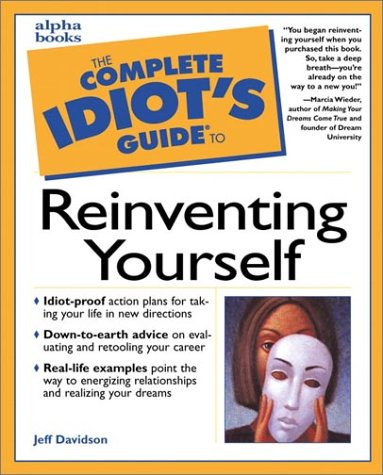 alpha
books
THE
COMPLETE
IDIOT'S
GUIDE® TO
"You began reinvent-
ing yourself when you
purchased this book.
So, take a deep
breath—you're
already on the
way to a new you!"
—Marcia Wieder,
author of Making Your
Dreams Come True and
founder of Dream
University
Reinventing
Yourself
♦ Idiot-proof action plans for tak-
ing your life in new directions
♦ Down-to-earth advice on eval-
uating and retooling your career
♦ Real-life examples point the
way to energizing relationships
and realizing your dreams
Jeff Davidson